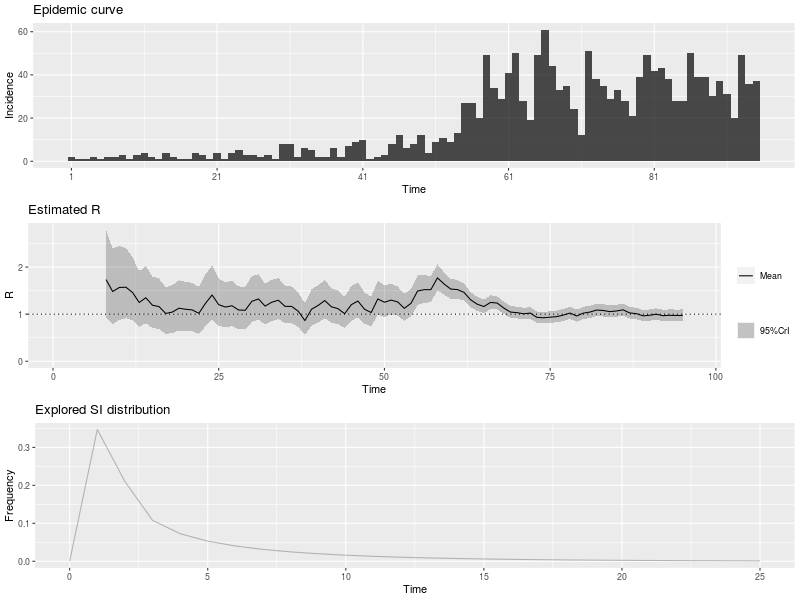 Epidemic curve
60
40
20
0
Incidence
1
21
41
61
81
Time
Estimated R
2
1
0
R
0
25
50
75
100
Time
Mean
95%CrI
Explored SI distribution
0.3
0.2
0.1
0.0
Frequency
0
5
10
15
20
25
Time